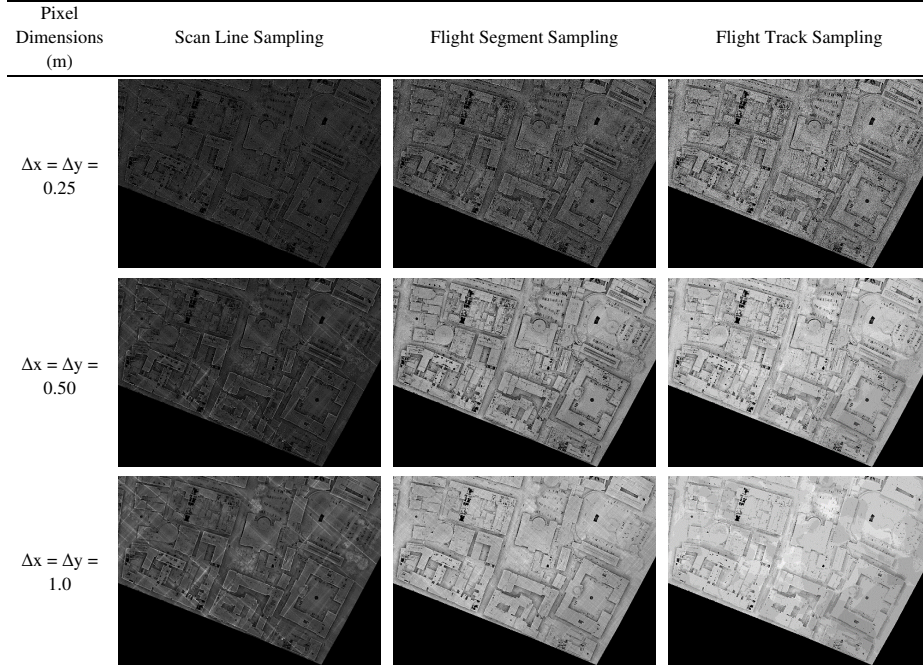 Pixel
Dimensions
(m)
Scan Line Sampling
Flight Segment Sampling
Flight Track Sampling
Δx = Δy =
0.25
Δx = Δy =
0.50
Δx = Δy =
1.0